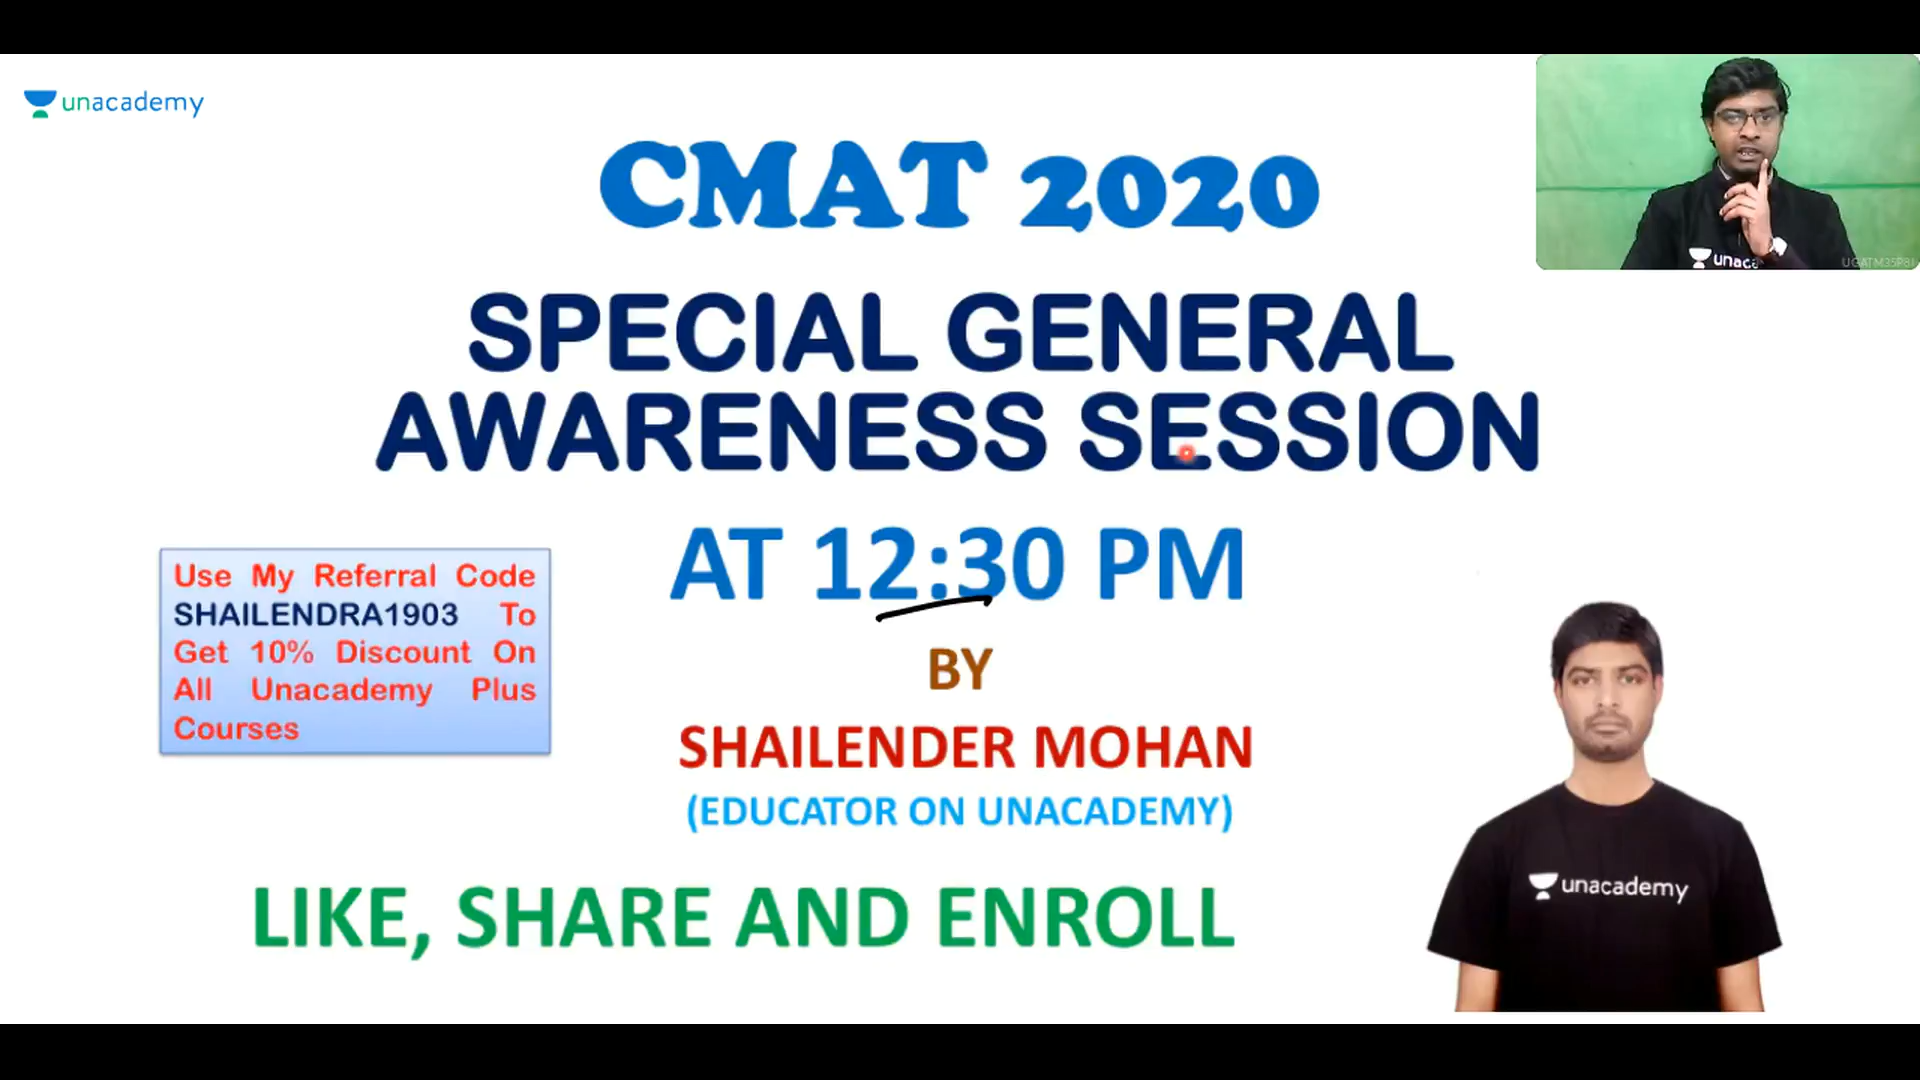 unacademy
CMAT 2020
SPECIAL GENERAL
AWARENESS SESSION
AT 12:30 PM
BY
SHAILENDER MOHAN
(EDUCATOR ON UNACADEMY)
LIKE, SHARE AND ENROLL
Use My Referral Code
SHAILENDRA1903 To
Get 10% Discount On
All Unacademy Plus
Courses
unaca
unacademy